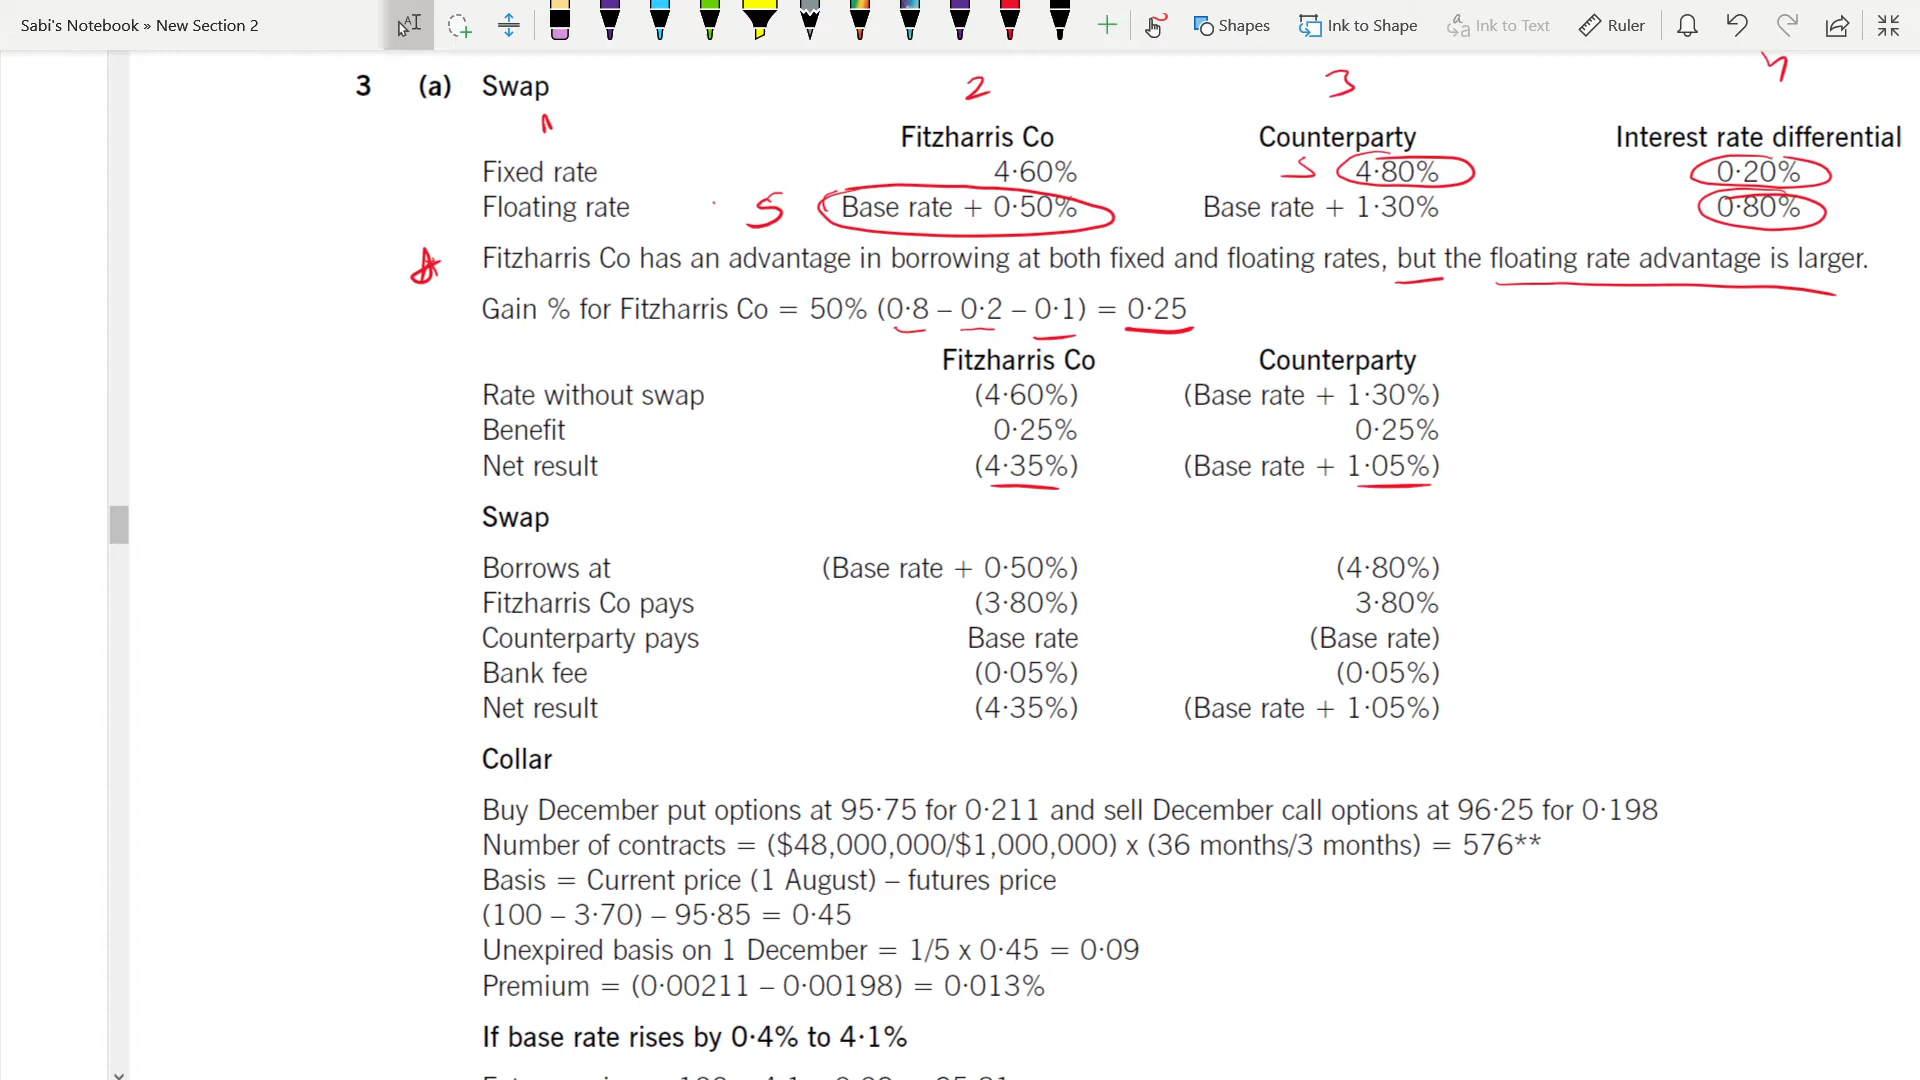 Sabi's Notebook » New Section 2
Shapes
Ink to Shape
Ink to Text
Ruler
2 3 4
3 (a) Swap
1
Fitzharris Co Counterparty Interest rate differential
Fixed rate 4·60% S 4·80% 0·20%
Floating rate S Base rate + 0·50% Base rate + 1·30% 0·80%
Fitzharris Co has an advantage in borrowing at both fixed and floating rates, but the floating rate advantage is larger.
Gain % for Fitzharris Co = 50% (0·8 – 0·2 – 0·1) = 0·25
Fitzharris Co Counterparty
Rate without swap (4·60%) (Base rate + 1·30%)
Benefit 0·25% 0·25%
Net result (4·35%) (Base rate + 1·05%)
Swap
Borrows at (Base rate + 0·50%) (4·80%)
Fitzharris Co pays (3·80%) 3·80%
Counterparty pays Base rate (Base rate)
Bank fee (0·05%) (0·05%)
Net result (4·35%) (Base rate + 1·05%)
Collar
Buy December put options at 95·75 for 0·211 and sell December call options at 96·25 for 0·198
Number of contracts = ($48,000,000/$1,000,000) x (36 months/3 months) = 576**
Basis = Current price (1 August) – futures price
(100 – 3·70) – 95·85 = 0·45
Unexpired basis on 1 December = 1/5 x 0·45 = 0·09
Premium = (0·00211 – 0·00198) = 0·013%
If base rate rises by 0·4% to 4·1%